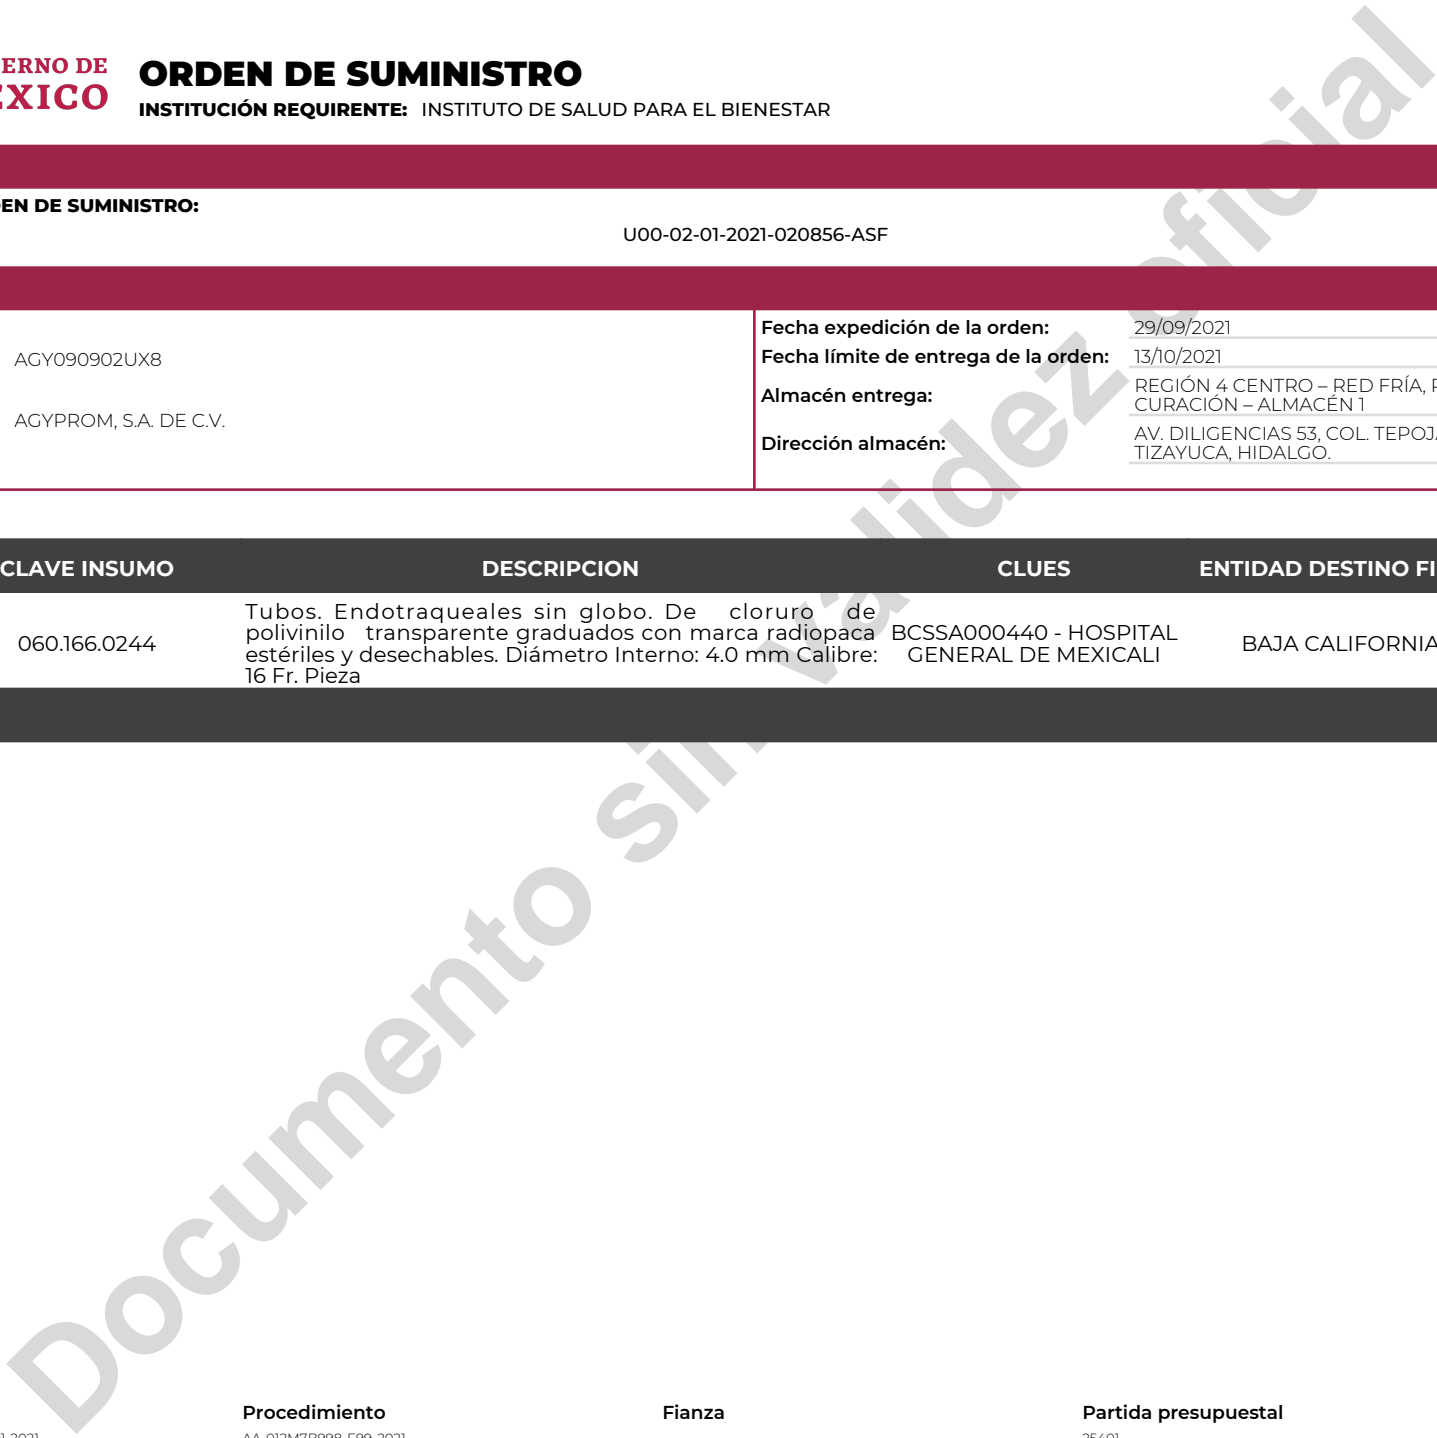 ERNO DE
EXICO
ORDEN DE SUMINISTRO
INSTITUCIÓN REQUIRENTE: INSTITUTO DE SALUD PARA EL BIENESTAR
EN DE SUMINISTRO:
U00-02-01-2021-020856-ASF
AGY090902UX8
AGYPROM, S.A. DE C.V.
Fecha expedición de la orden: 29/09/2021
Fecha límite de entrega de la orden: 13/10/2021
Almacén entrega: REGIÓN 4 CENTRO – RED FRÍA,
CURACIÓN – ALMACÉN 1
Dirección almacén: AV. DILIGENCIAS 53, COL. TEPOJ
TIZAYUCA, HIDALGO.
CLAVE INSUMO DESCRIPCION CLUES ENTIDAD DESTINO FI
060.166.0244
Tubos. Endotraqueales sin globo. De cloruro de
polivinilo transparente graduados con marca radiopaca
estériles y desechables. Diámetro Interno: 4.0 mm Calibre:
16 Fr. Pieza
BCSSA000440 - HOSPITAL
GENERAL DE MEXICALI
BAJA CALIFORNIA
Documento sin validez oficial
Procedimiento Fianza Partida presupuestal